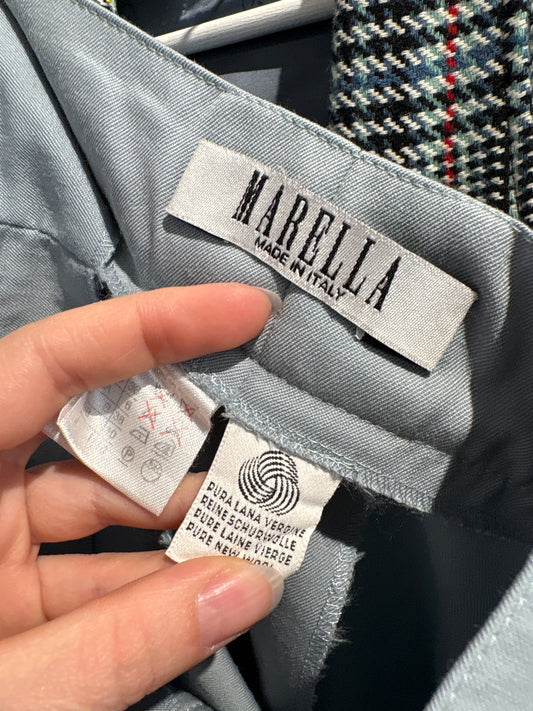 MARELLA
MADE IN ITALY
PURA LANA VERGINE
REINE SCHURWOLLE
PURE LAINE VIERGE
PURE NEW WOOL